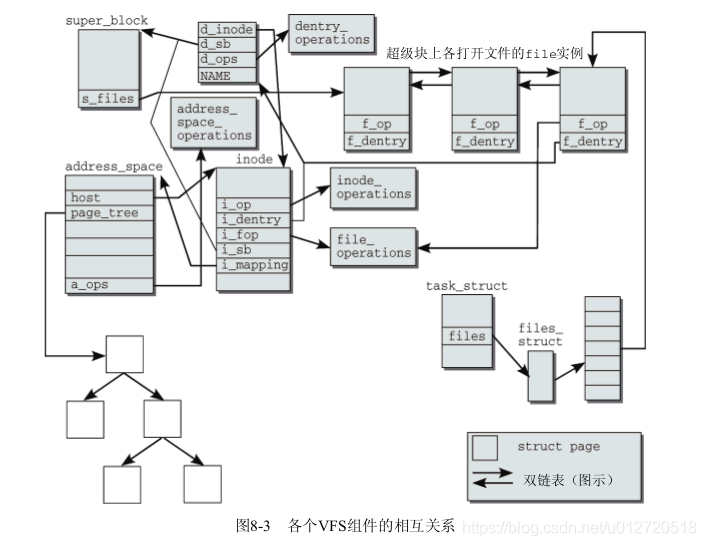 super_block
s_files
d_inode
d_sb
d_ops
NAME
dentry_
operations
超级块上各打开文件的file实例
f_op
f_dentry
f_op
f_dentry
f_op
f_dentry
address_
space_
operations
address_space
host
page_tree
a_ops
inode
i_op
i_dentry
i_fop
i_sb
i_mapping
inode_
operations
file_
operations
task_struct
files
files_
struct
struct page
双链表（图示）
图8-3 各个VFS组件的相互关系
https://blog.csdn.net/u012720518